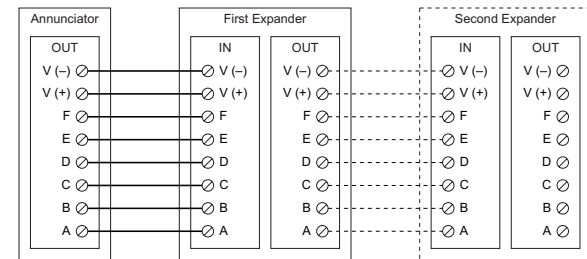 Annunciator First Expander Second Expander
OUT IN OUT IN OUT
V (–) V (–) V (–) V (–) V (–)
V (+) V (+) V (+) V (+) V (+)
F F F F F
E E E E E
D D D D D
C C C C C
B B B B B
A A A A A